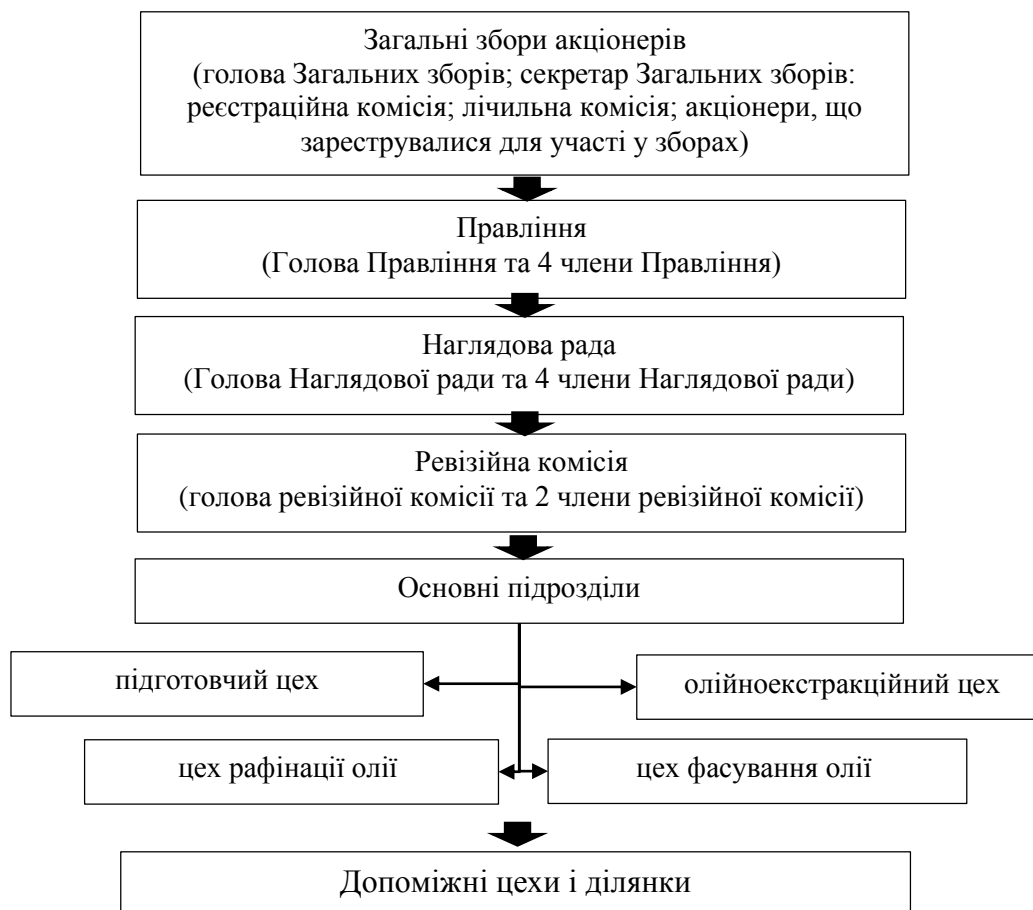 Загальні збори акціонерів
(голова Загальних зборів; секретар Загальних зборів:
реєстраційна комісія; лічильна комісія; акціонери, що
зареструвалися для участі у зборах)
Правління
(Голова Правління та 4 члени Правління)
Наглядова рада
(Голова Наглядової ради та 4 члени Наглядової ради)
Ревізійна комісія
(голова ревізійної комісії та 2 члени ревізійної комісії)
Основні підрозділи
підготовчий цех
олійноекстракційний цех
цех рафінації олії
цех фасування олії
Допоміжні цехи і ділянки